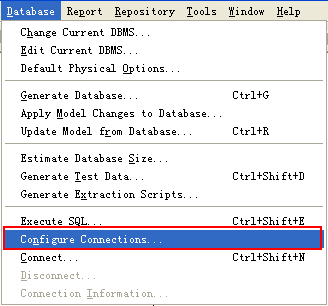 Database Report Repository Tools Window Help
Change Current DBMS...
Edit Current DBMS...
Default Physical Options...
Generate Database... Ctrl+G
Apply Model Changes to Database...
Update Model from Database... Ctrl+R
Estimate Database Size...
Generate Test Data... Ctrl+Shift+D
Generate Extraction Scripts...
Execute SQL... Ctrl+Shift+E
Configure Connections...
Connect... Ctrl+Shift+N
Disconnect...
Connection Information...